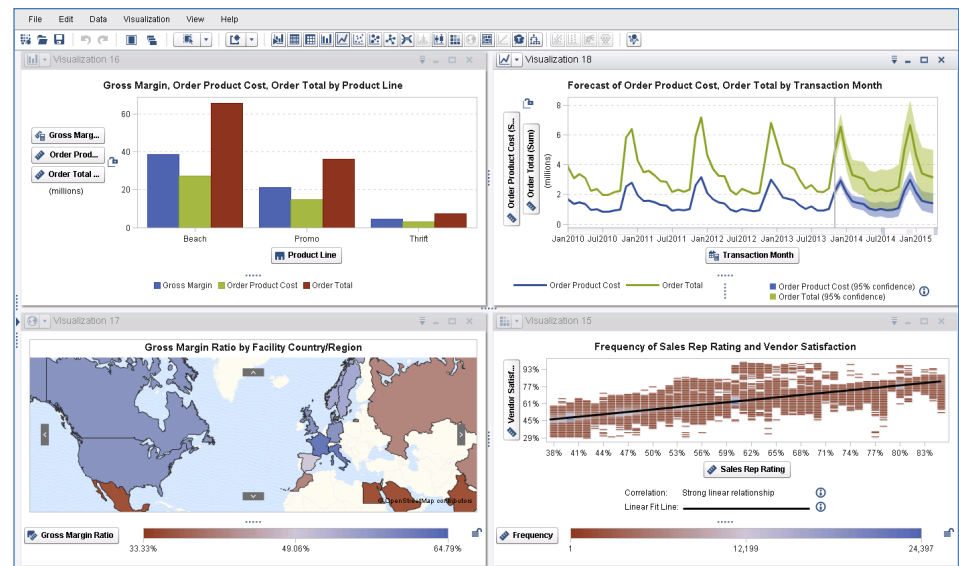 File Edit Data Visualization View Help
Visualization 16
Gross Margin, Order Product Cost, Order Total by Product Line
60
40
20
0
Gross Marg...
Order Prod...
Order Total ...
(millions)
Beach Promo Thrift
Product Line
Gross Margin Order Product Cost Order Total
Visualization 18
Forecast of Order Product Cost, Order Total by Transaction Month
Order Product Cost (S...
Order Total (Sum)
(millions)
8
6
4
2
0
Jan2010 Jul2010 Jan2011 Jul2011 Jan2012 Jul2012 Jan2013 Jul2013 Jan2014 Jul2014 Jan2015
Transaction Month
Order Product Cost Order Total
Order Product Cost (95% confidence)
Order Total (95% confidence)
Visualization 17
Gross Margin Ratio by Facility Country/Region
© OpenStreetMap contributors
Gross Margin Ratio
33.33% 49.06% 64.79%
Visualization 15
Frequency of Sales Rep Rating and Vendor Satisfaction
Vendor Satisf...
93%
77%
61%
45%
29%
38% 41% 44% 47% 50% 53% 56% 59% 62% 65% 68% 71% 74% 77% 80% 83%
Sales Rep Rating
Correlation: Strong linear relationship
Linear Fit Line:
Frequency
1 12,199 24,397